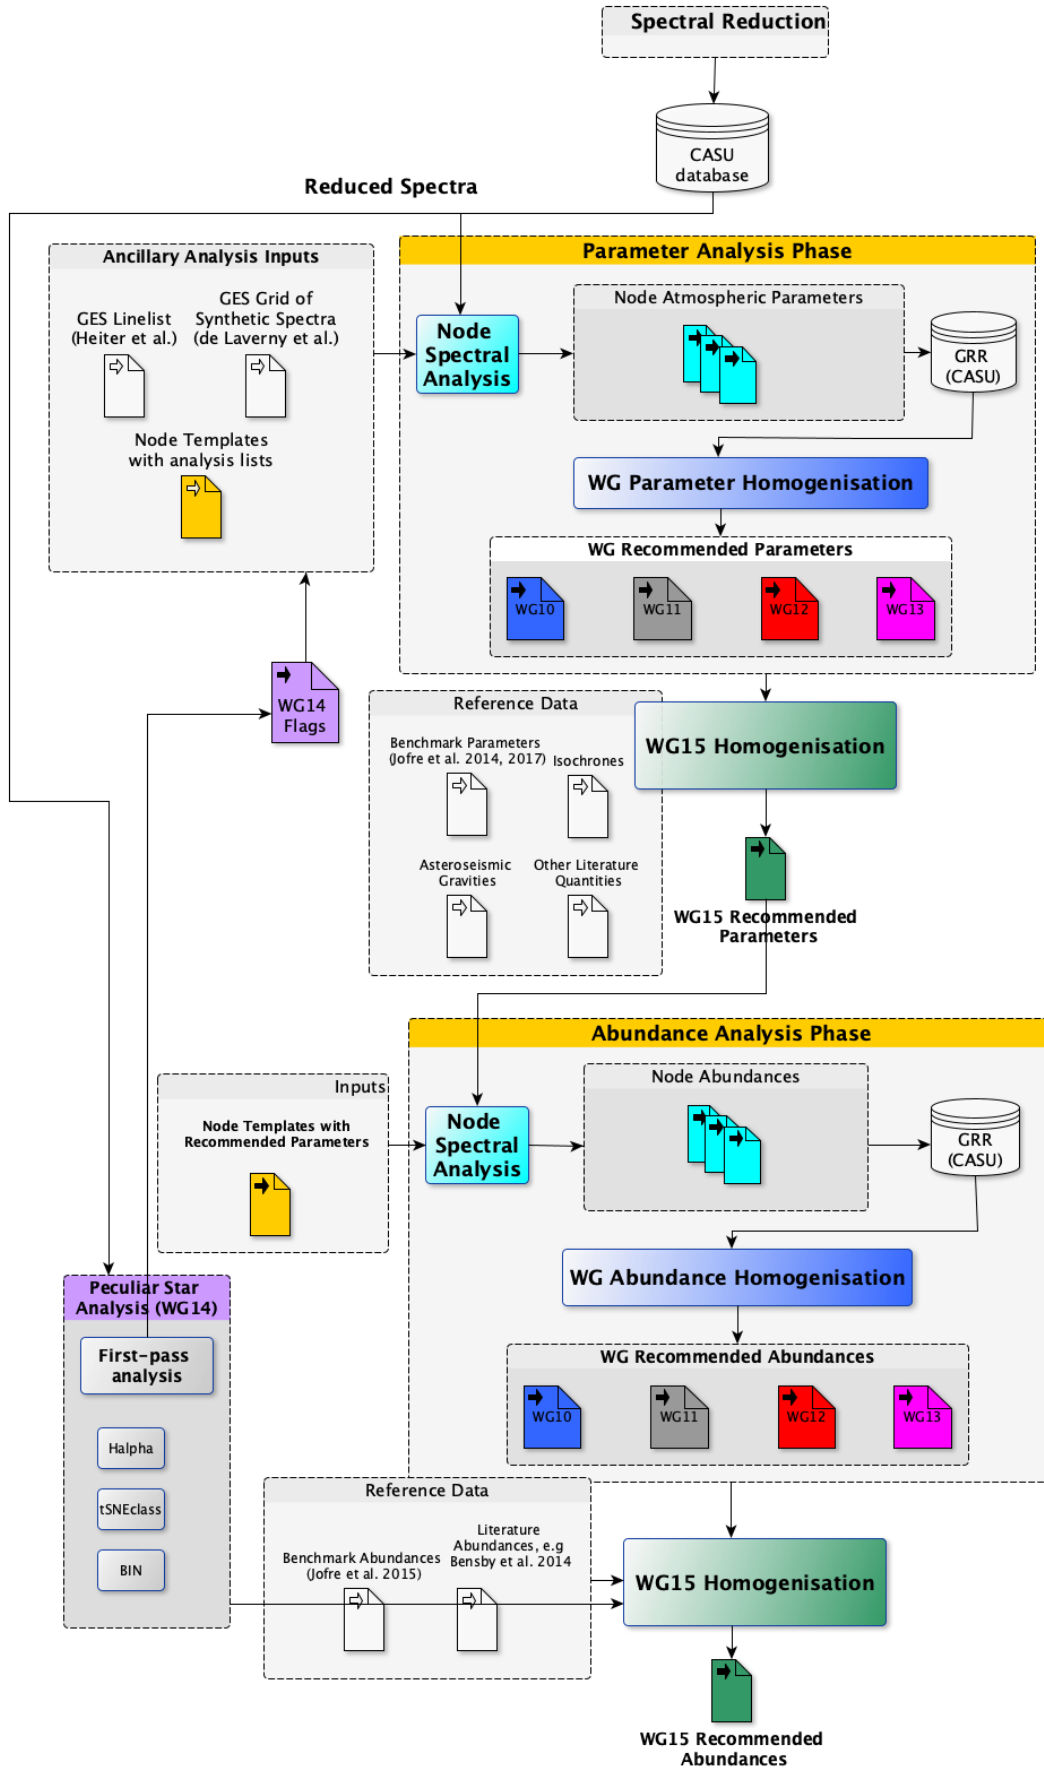 Spectral Reduction
CASU
database
Reduced Spectra
Ancillary Analysis Inputs
GES Linelist
(Heiter et al.)
GES Grid of
Synthetic Spectra
(de Laverny et al.)
Node Templates
with analysis lists
Parameter Analysis Phase
Node
Spectral
Analysis
Node Atmospheric Parameters
GRR
(CASU)
WG Parameter Homogenisation
WG Recommended Parameters
WG10
WG11
WG12
WG13
WG14
Flags
Reference Data
Benchmark Parameters
(Jofre et al. 2014, 2017)
Isochrones
Asteroseismic
Gravities
Other Literature
Quantities
WG15 Homogenisation
WG15 Recommended
Parameters
Abundance Analysis Phase
Inputs
Node Templates with
Recommended Parameters
Node
Spectral
Analysis
Node Abundances
GRR
(CASU)
WG Abundance Homogenisation
WG Recommended Abundances
WG10
WG11
WG12
WG13
Peculiar Star
Analysis (WG14)
First-pass
analysis
Halpha
tSNEclass
BIN
Reference Data
Benchmark Abundances
(Jofre et al. 2015)
Literature
Abundances, e.g
Bensby et al. 2014
WG15 Homogenisation
WG15 Recommended
Abundances